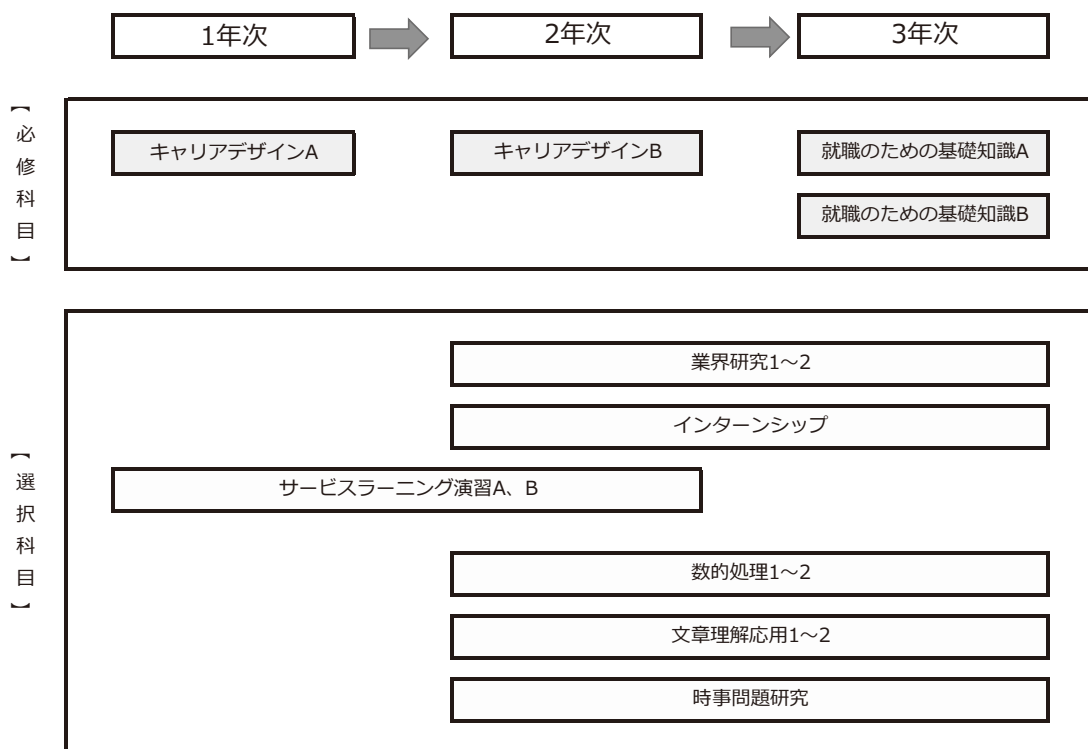 1年次
2年次
3年次
【必修科目】
キャリアデザインA
キャリアデザインB
就職のための基礎知識A
就職のための基礎知識B
【選択科目】
業界研究1～2
インターンシップ
サービスラーニング演習A、B
数的処理1～2
文章理解応用1～2
時事問題研究